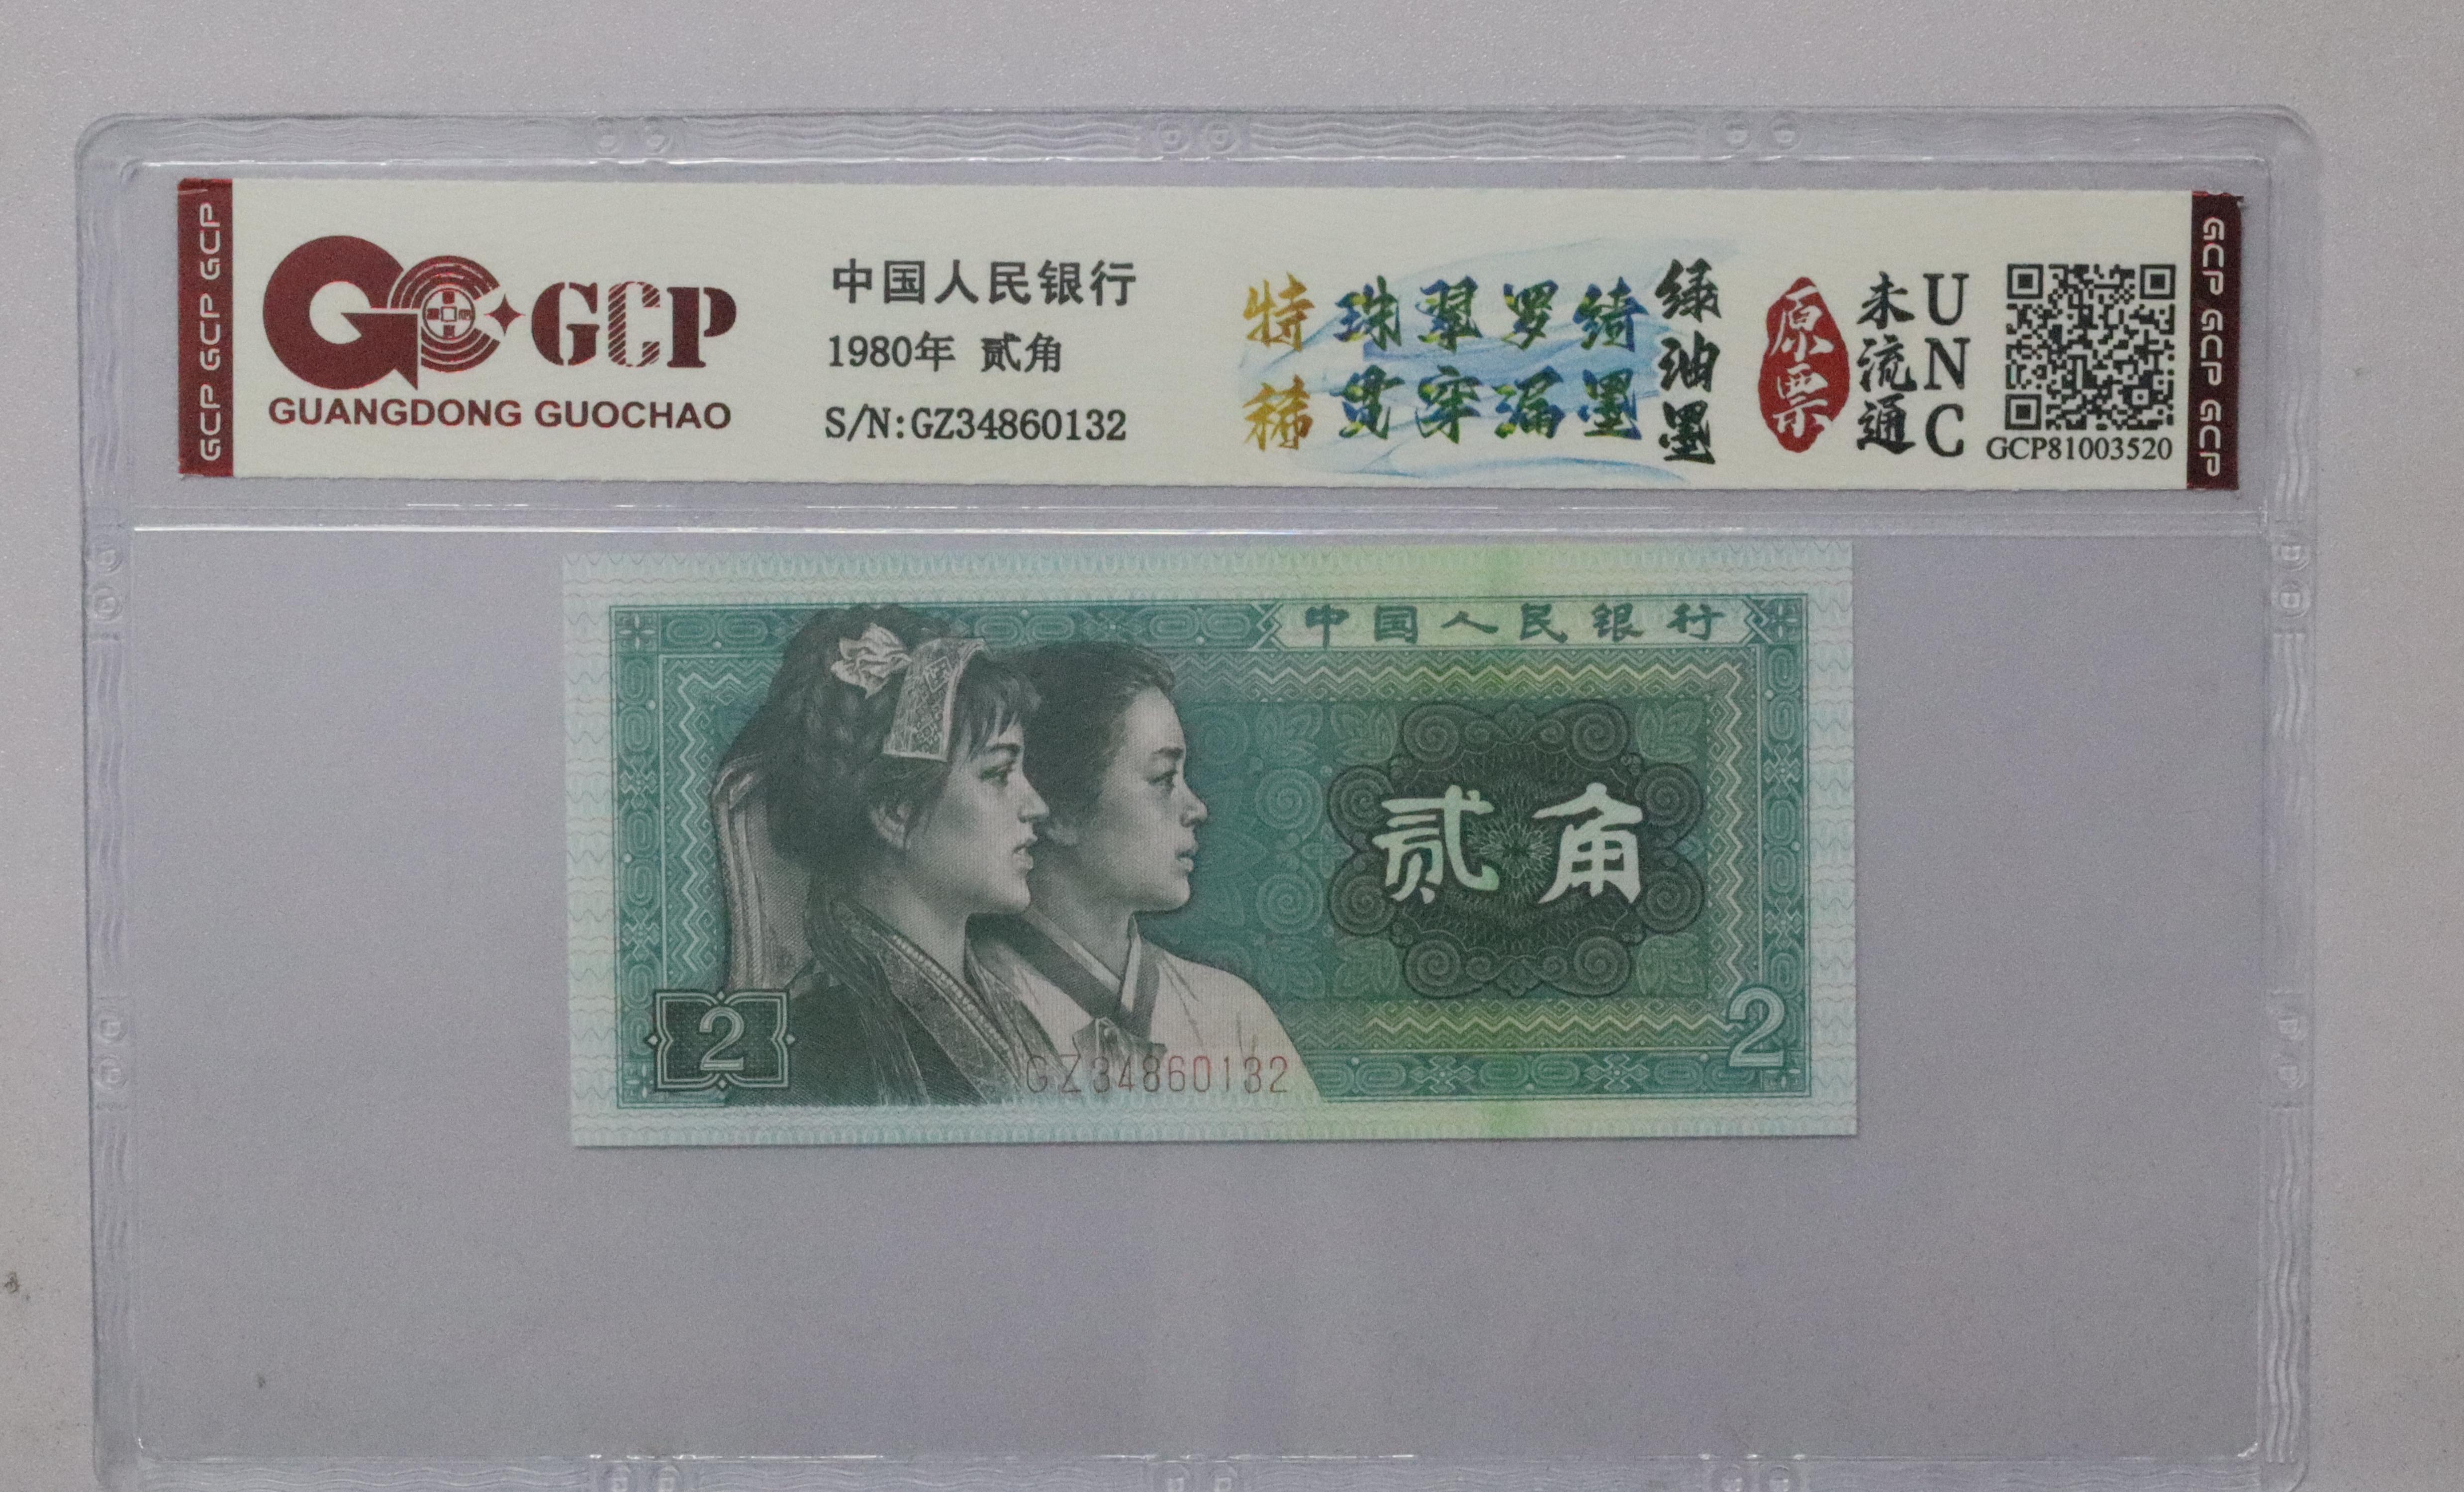 GCP GCP GCP
GCP
GUANGDONG GUOCHAO
中国人民银行
1980年 贰角
S/N:GZ34860132
特稀
珠翠罗绮
贯穿漏墨
绿油墨
原票
未流通
UNC
GCP81003520
GCP GCP GCP
中国人民银行
贰角
2
2
GZ34860132